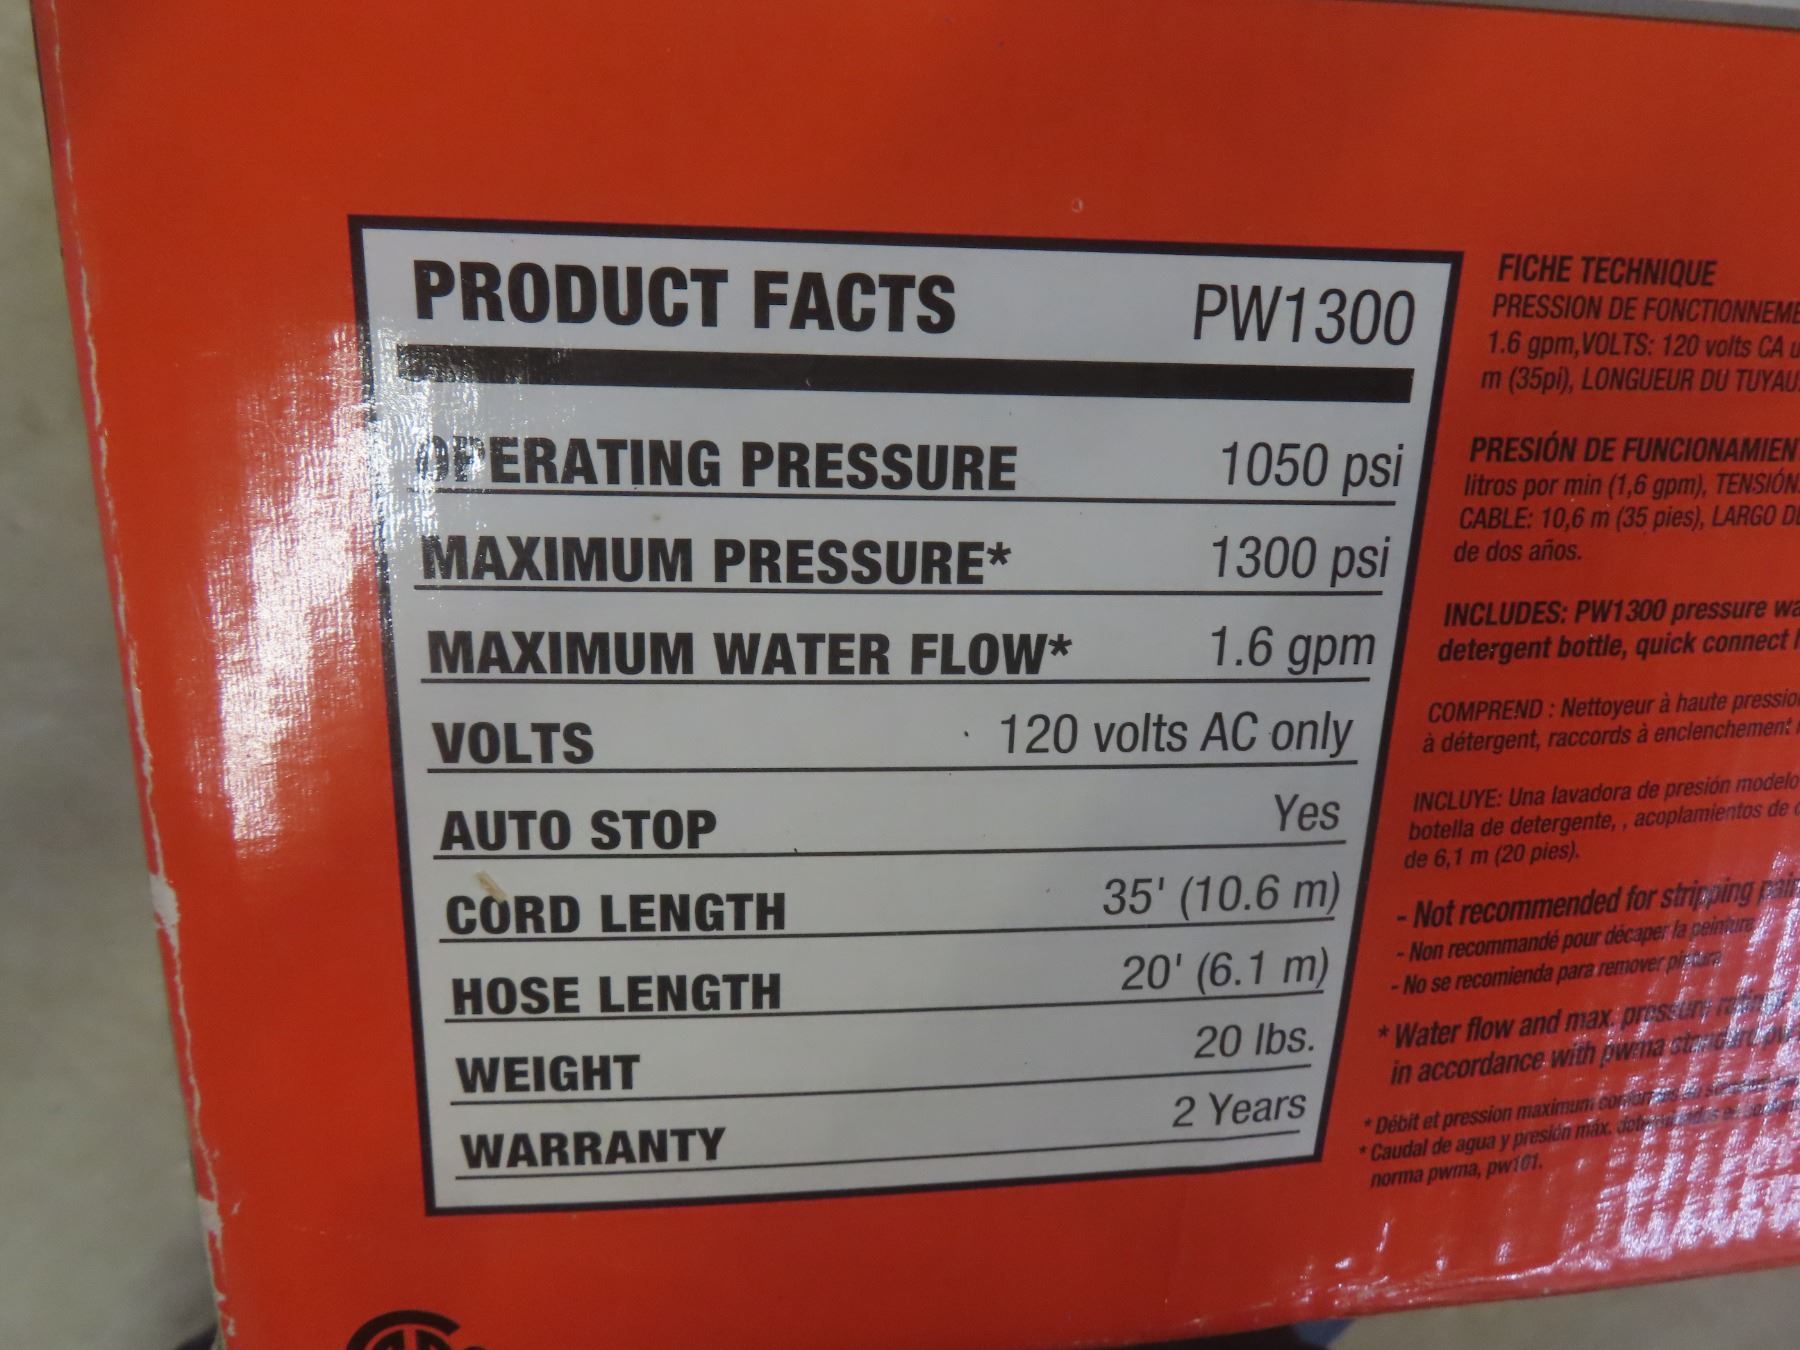 PRODUCT FACTS PW1300
OPERATING PRESSURE 1050 psi
MAXIMUM PRESSURE* 1300 psi
MAXIMUM WATER FLOW* 1.6 gpm
VOLTS 120 volts AC only
AUTO STOP Yes
CORD LENGTH 35' (10.6 m)
HOSE LENGTH 20' (6.1 m)
WEIGHT 20 lbs.
WARRANTY 2 Years
FICHE TECHNIQUE
PRESSION DE
1.6 gpm, VOLTS: 120 volts CA
m (35pi), LONGUEUR DU
PRESIÓN DE
litros por min (1,6 gpm),
CABLE: 10,6 m (35 pies), LARGO
de dos años.
INCLUDES: PW1300 pressure
detergent bottle, quick connect
COMPREND : Nettoyeur à haute
à détergent, raccords à enclenchement
INCLUYE: Una lavadora de presión modelo
botella de detergente, , acoplamientos de
de 6,1 m (20 pies).
- Not recommended for stripping
- Non recommandé pour décaper la peinture
- No se recomienda para remover pintura
* Water flow and max. pressure
in accordance with pwma standard
* Débit et pression maximum
* Caudal de agua y presión máx.
norma pwma, pw101.